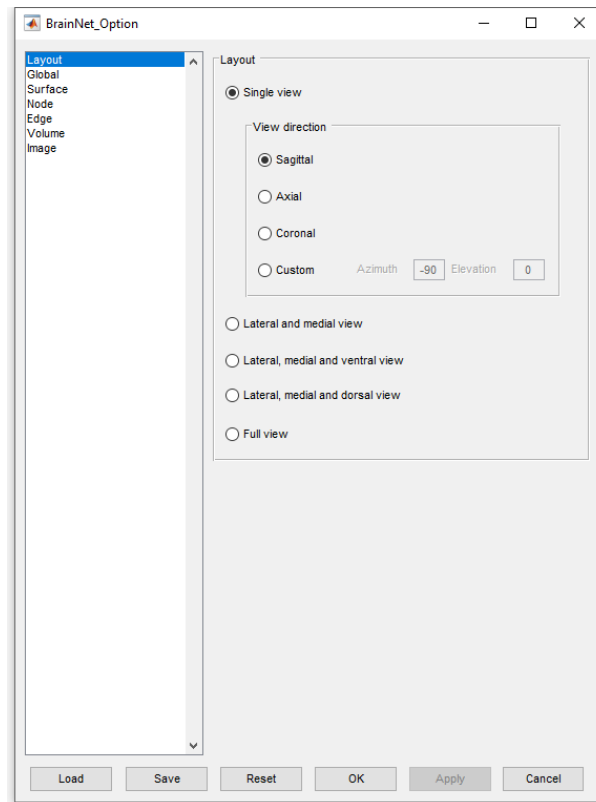 BrainNet_Option
Layout
Global
Surface
Node
Edge
Volume
Image
Layout
Single view
View direction
Sagittal
Axial
Coronal
Custom Azimuth -90 Elevation 0
Lateral and medial view
Lateral, medial and ventral view
Lateral, medial and dorsal view
Full view
Load Save Reset OK Apply Cancel